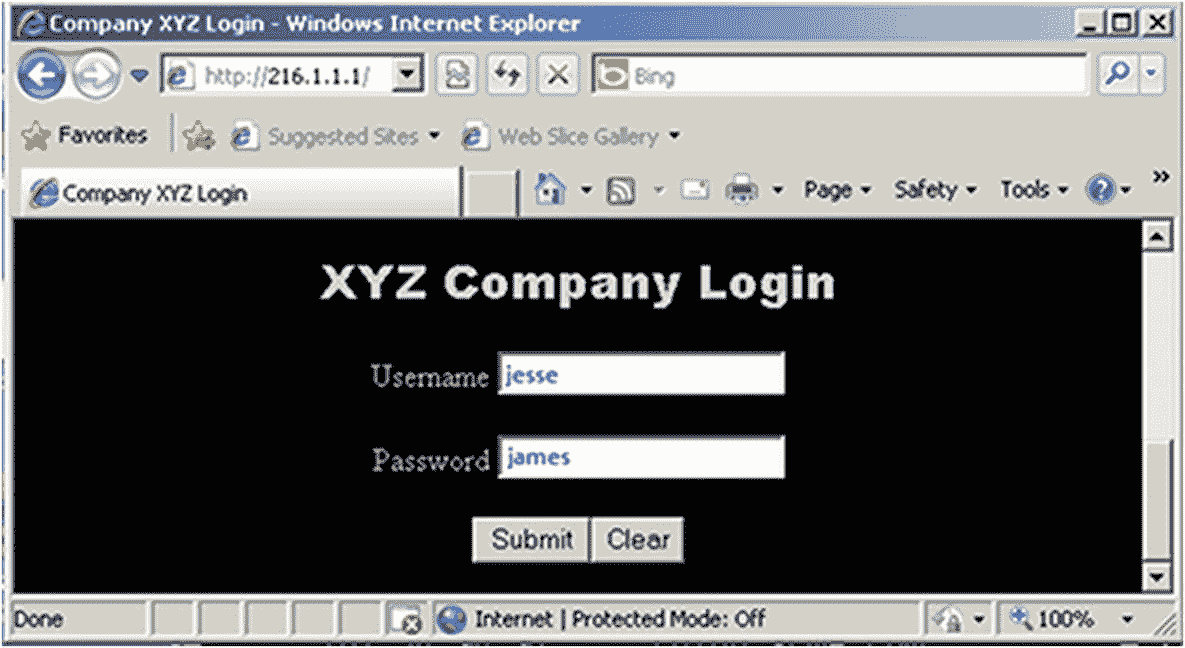 Company XYZ Login - Windows Internet Explorer
http://216.1.1.1/ Bing
Favorites Suggested Sites Web Slice Gallery
Company XYZ Login Page Safety Tools »
XYZ Company Login
Username jesse
Password james
Submit Clear
Done Internet | Protected Mode: Off 100%